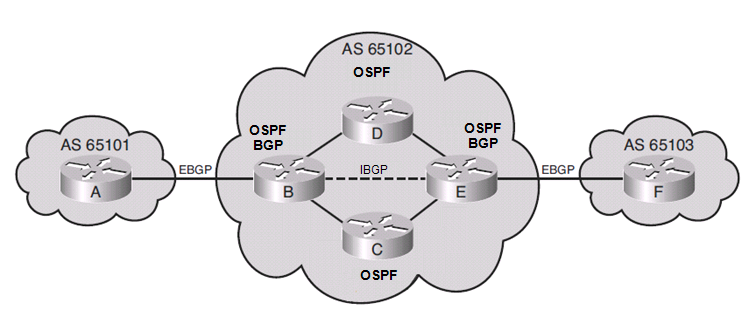 AS 65102
OSPF
D
AS 65101
EBGP
A
OSPF
BGP
B
IBGP
OSPF
BGP
E
EBGP
AS 65103
F
C
OSPF